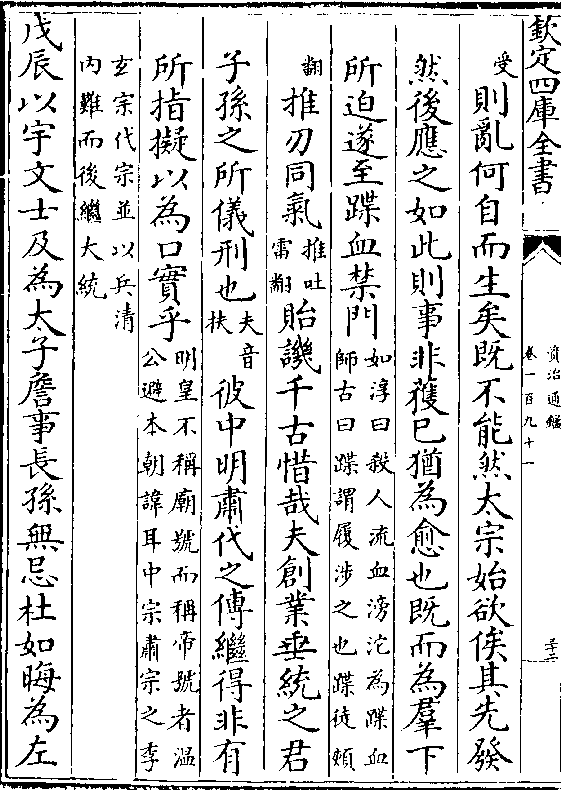 欽定四庫全書
資治通鑑
卷一百九十一
受則亂何自而生矣既不能然太宗始欲俟其先發
然後應之如此則事非獲已猶為愈也既而為羣下
所迫遂至蹀血禁門如淳曰殺人流血滂沱為蹀血
師古曰蹀謂履涉之也蹀徒頰
翻推刃同氣推吐
雷翻貽譏千古惜哉夫創業垂統之君
子孫之所儀刑也夫音
扶彼中明肅代之傳繼得非有
所指擬以為口實乎明皇不稱廟號而稱帝號者温
公避本朝諱耳中宗肅宗之季
玄宗代宗並以兵清
内難而後繼大統
戊辰以宇文士及為太子詹事長孫無忌杜如晦為左